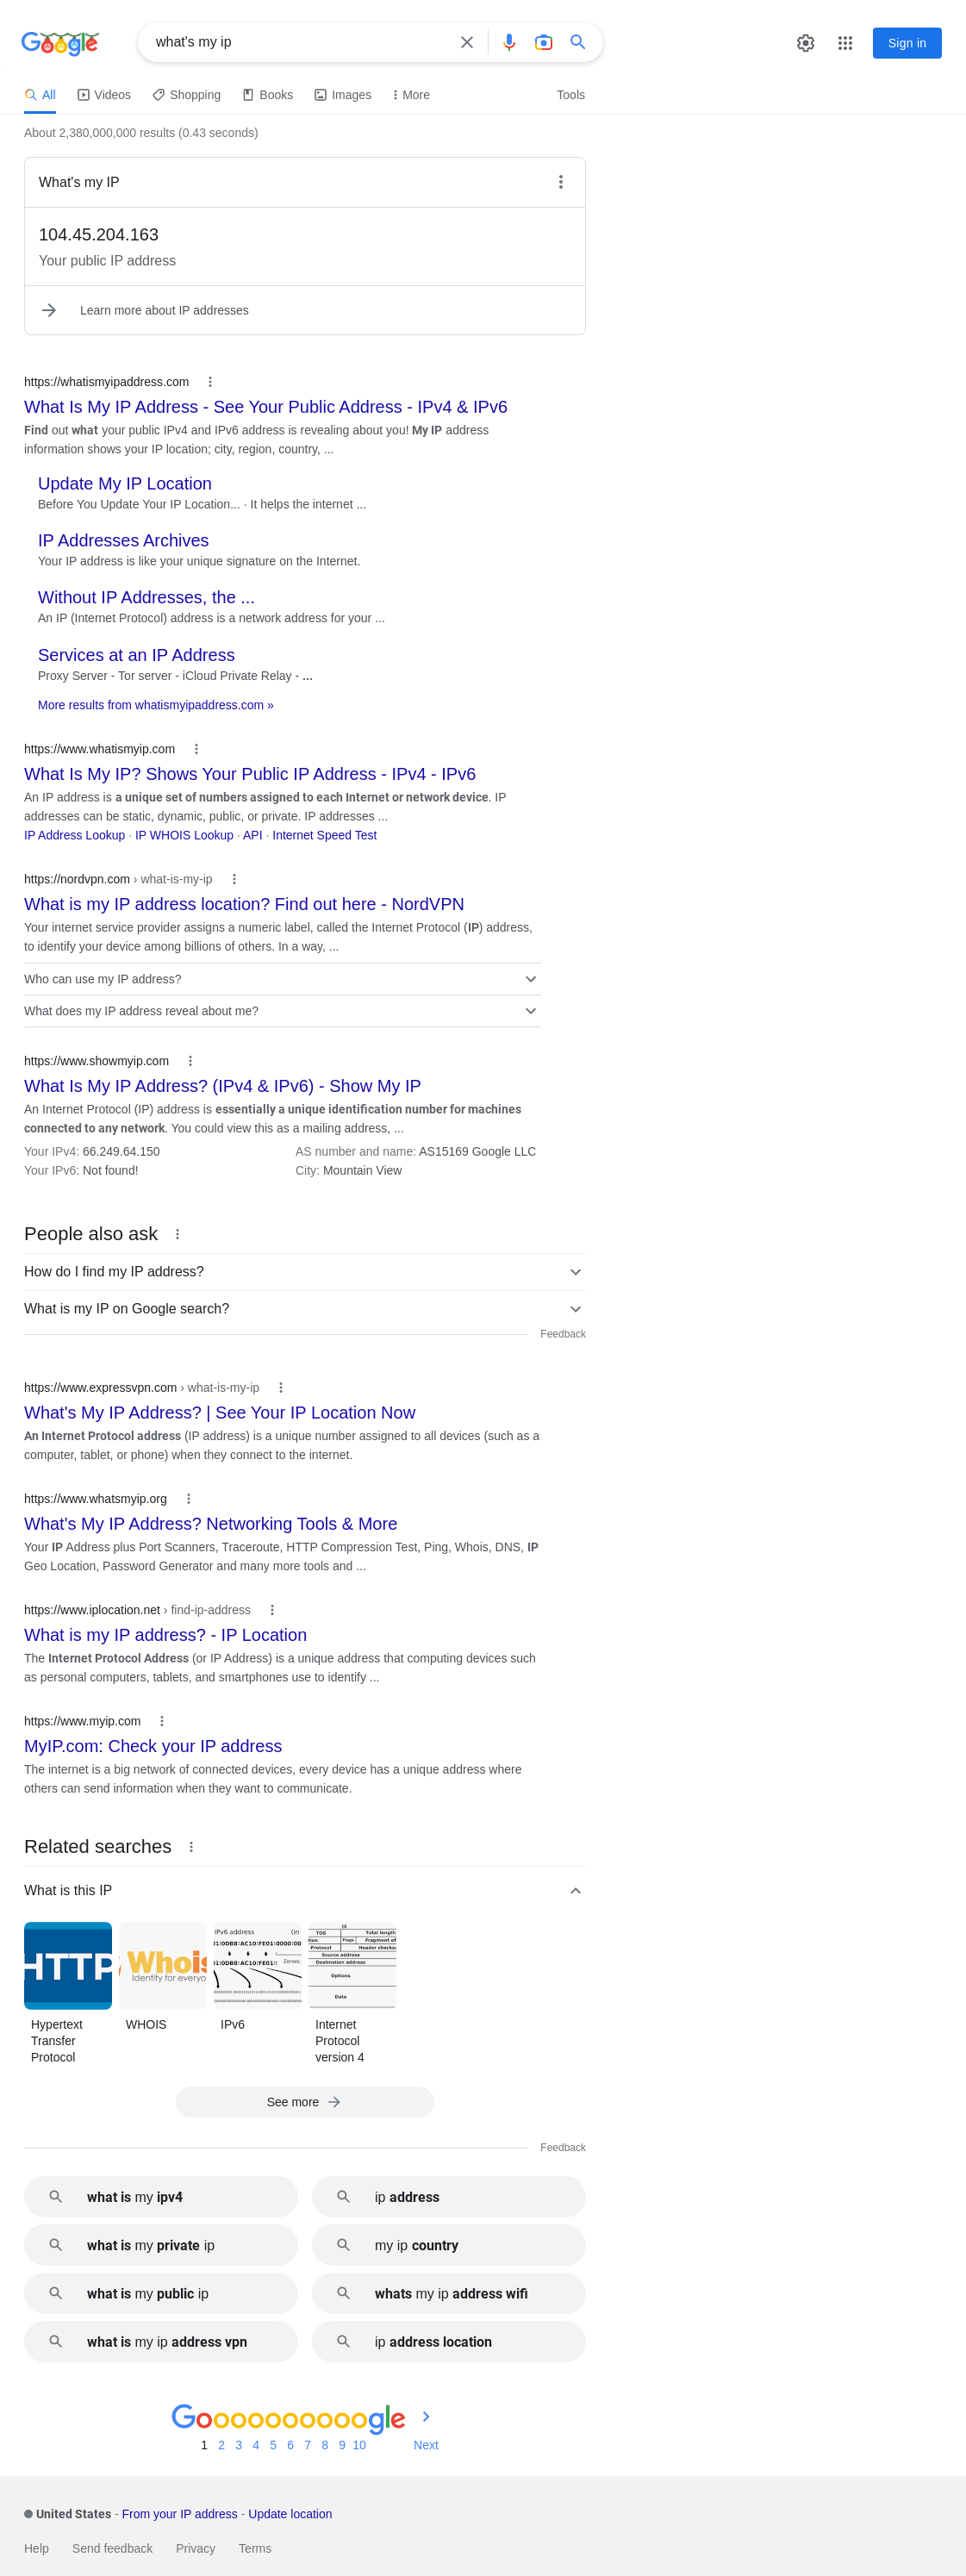 Google
what's my ip
Sign in
All Videos Shopping Books Images More Tools
About 2,380,000,000 results (0.43 seconds)
What's my IP
104.45.204.163
Your public IP address
Learn more about IP addresses
https://whatismyipaddress.com
What Is My IP Address - See Your Public Address - IPv4 & IPv6
Find out what your public IPv4 and IPv6 address is revealing about you! My IP address
information shows your IP location; city, region, country, ...
Update My IP Location
Before You Update Your IP Location... · It helps the internet ...
IP Addresses Archives
Your IP address is like your unique signature on the Internet.
Without IP Addresses, the ...
An IP (Internet Protocol) address is a network address for your ...
Services at an IP Address
Proxy Server - Tor server - iCloud Private Relay - ...
More results from whatismyipaddress.com »
https://www.whatismyip.com
What Is My IP? Shows Your Public IP Address - IPv4 - IPv6
An IP address is a unique set of numbers assigned to each Internet or network device. IP
addresses can be static, dynamic, public, or private. IP addresses ...
IP Address Lookup · IP WHOIS Lookup · API · Internet Speed Test
https://nordvpn.com › what-is-my-ip
What is my IP address location? Find out here - NordVPN
Your internet service provider assigns a numeric label, called the Internet Protocol (IP) address,
to identify your device among billions of others. In a way, ...
Who can use my IP address?
What does my IP address reveal about me?
https://www.showmyip.com
What Is My IP Address? (IPv4 & IPv6) - Show My IP
An Internet Protocol (IP) address is essentially a unique identification number for machines
connected to any network. You could view this as a mailing address, ...
Your IPv4: 66.249.64.150 AS number and name: AS15169 Google LLC
Your IPv6: Not found! City: Mountain View
People also ask
How do I find my IP address?
What is my IP on Google search?
Feedback
https://www.expressvpn.com › what-is-my-ip
What's My IP Address? | See Your IP Location Now
An Internet Protocol address (IP address) is a unique number assigned to all devices (such as a
computer, tablet, or phone) when they connect to the internet.
https://www.whatsmyip.org
What's My IP Address? Networking Tools & More
Your IP Address plus Port Scanners, Traceroute, HTTP Compression Test, Ping, Whois, DNS, IP
Geo Location, Password Generator and many more tools and ...
https://www.iplocation.net › find-ip-address
What is my IP address? - IP Location
The Internet Protocol Address (or IP Address) is a unique address that computing devices such
as personal computers, tablets, and smartphones use to identify ...
https://www.myip.com
MyIP.com: Check your IP address
The internet is a big network of connected devices, every device has a unique address where
others can send information when they want to communicate.
Related searches
What is this IP
HTTP
Whois
Identity for everyo
IPv6 address (in
Zeroes
16
TOS Total length
Flags Fragment of
Protocol Header checksu
Source address
Destination address
Options
Data
Hypertext
Transfer
Protocol
WHOIS
IPv6
Internet
Protocol
version 4
See more
Feedback
what is my ipv4
ip address
what is my private ip
my ip country
what is my public ip
whats my ip address wifi
what is my ip address vpn
ip address location
Goooooooooogle
1 2 3 4 5 6 7 8 9 10 Next
United States - From your IP address - Update location
Help Send feedback Privacy Terms